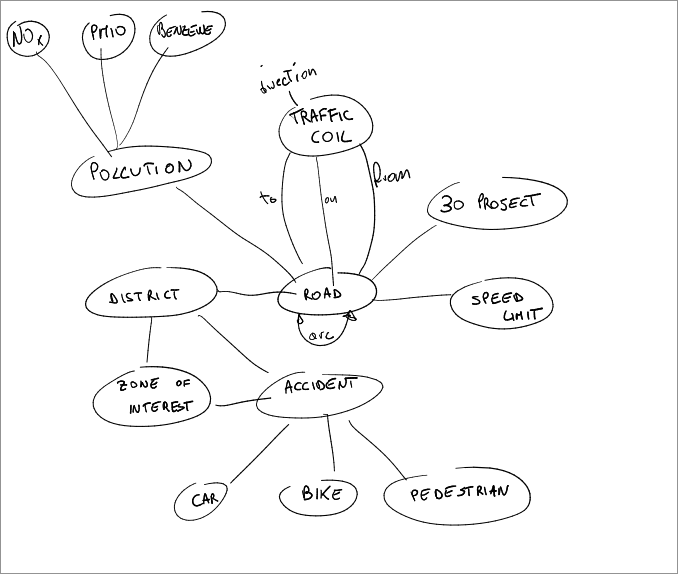 NOx
PM10
BENZENE
direction
TRAFFIC
COIL
POLLUTION
to
on
from
30 PROJECT
DISTRICT
ROAD
SPEED
LIMIT
arc
ZONE OF
INTEREST
ACCIDENT
CAR
BIKE
PEDESTRIAN